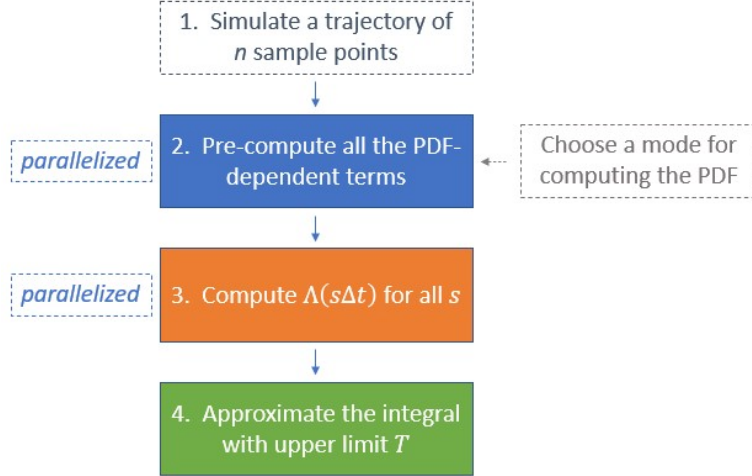 1. Simulate a trajectory of
n sample points
parallelized
2. Pre-compute all the PDF-
dependent terms
Choose a mode for
computing the PDF
parallelized
3. Compute Λ(sΔt) for all s
4. Approximate the integral
with upper limit T